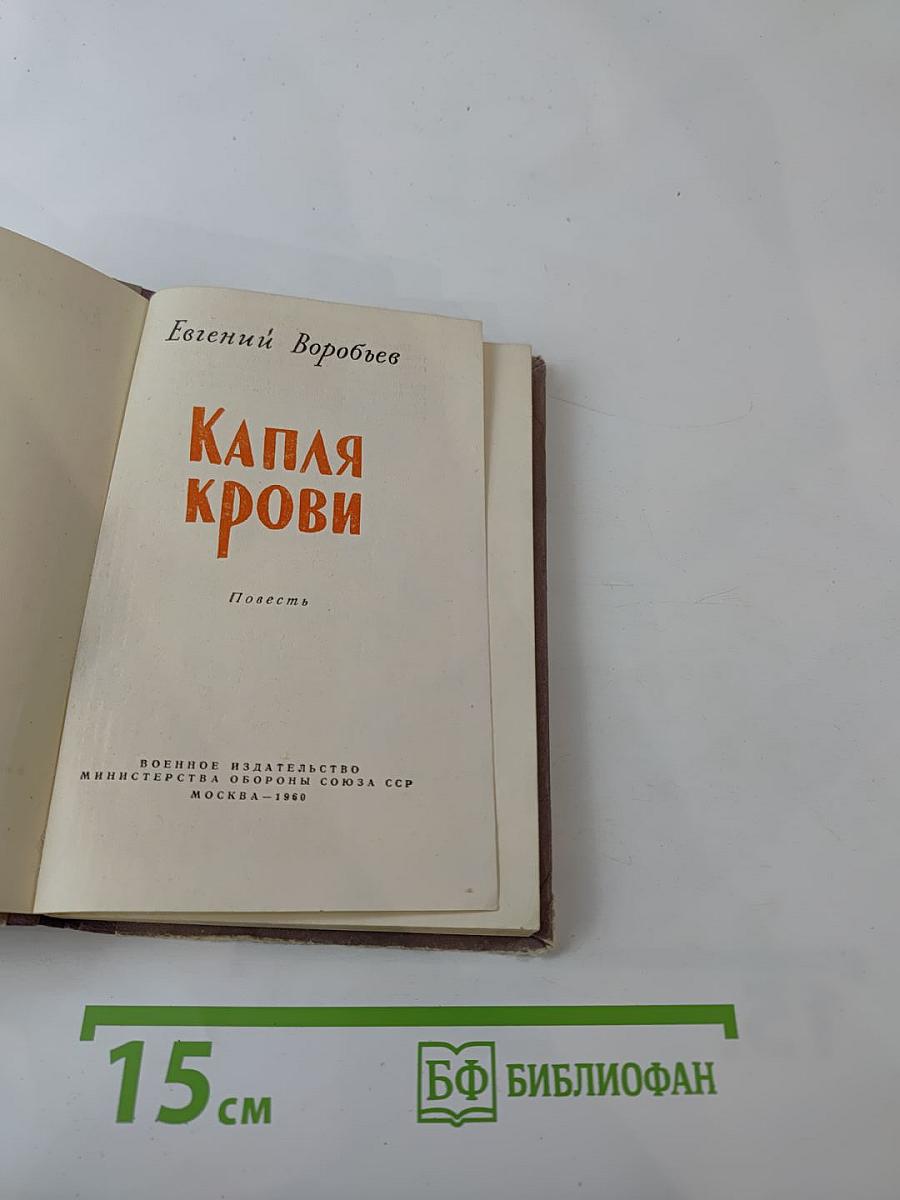 Евгений Воробьев
Капля
крови
Повесть
ВОЕННОЕ ИЗДАТЕЛЬСТВО
МИНИСТЕРСТВА ОБОРОНЫ СОЮЗА ССР
МОСКВА — 1960
15 см
БФ БИБЛИОФАН